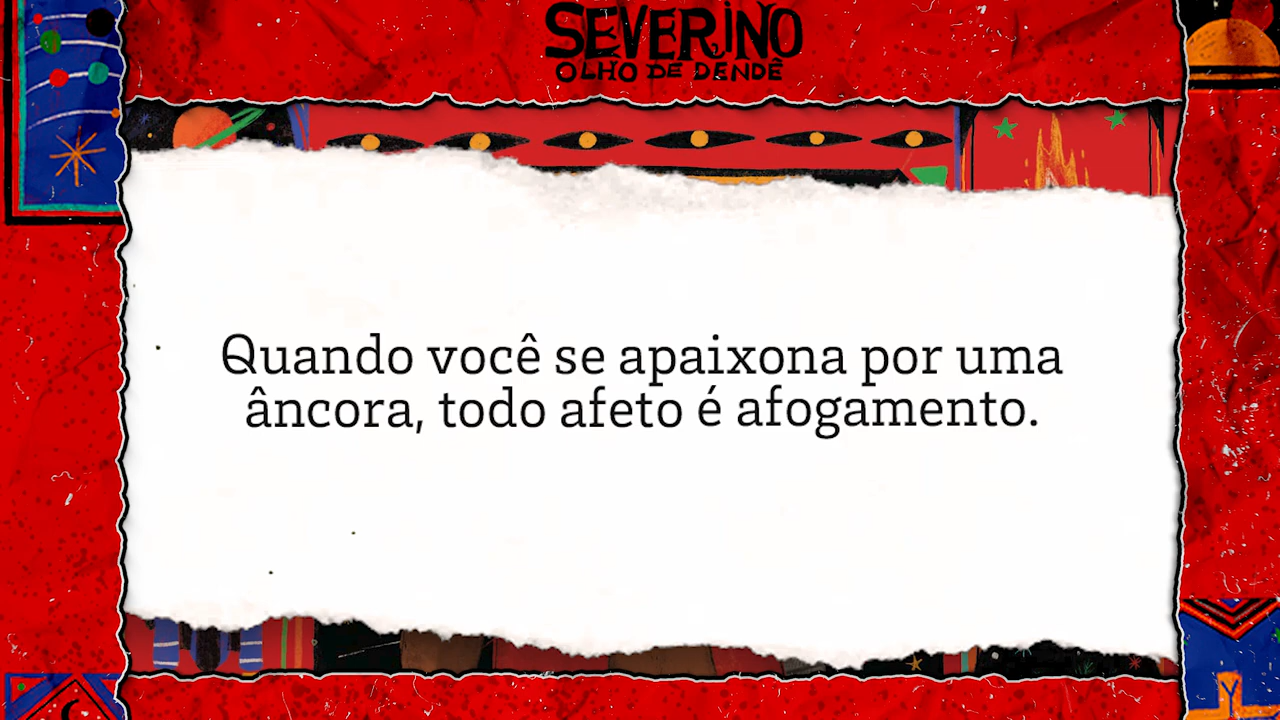 SEVERINO
OLHO DE DENDÊ
Quando você se apaixona por uma
âncora, todo afeto é afogamento.